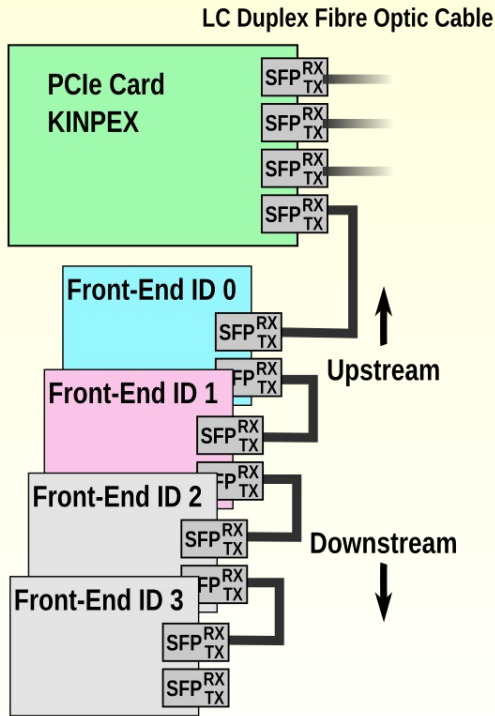 LC Duplex Fibre Optic Cable
PCIe Card
KINPEX
SFP RX
TX
SFP RX
TX
SFP RX
TX
SFP RX
TX
Front-End ID 0
SFP RX
TX
FP RX
TX
Upstream
Front-End ID 1
SFP RX
TX
FP RX
TX
Front-End ID 2
SFP RX
TX
Downstream
FP RX
TX
Front-End ID 3
SFP RX
TX
SFP RX
TX